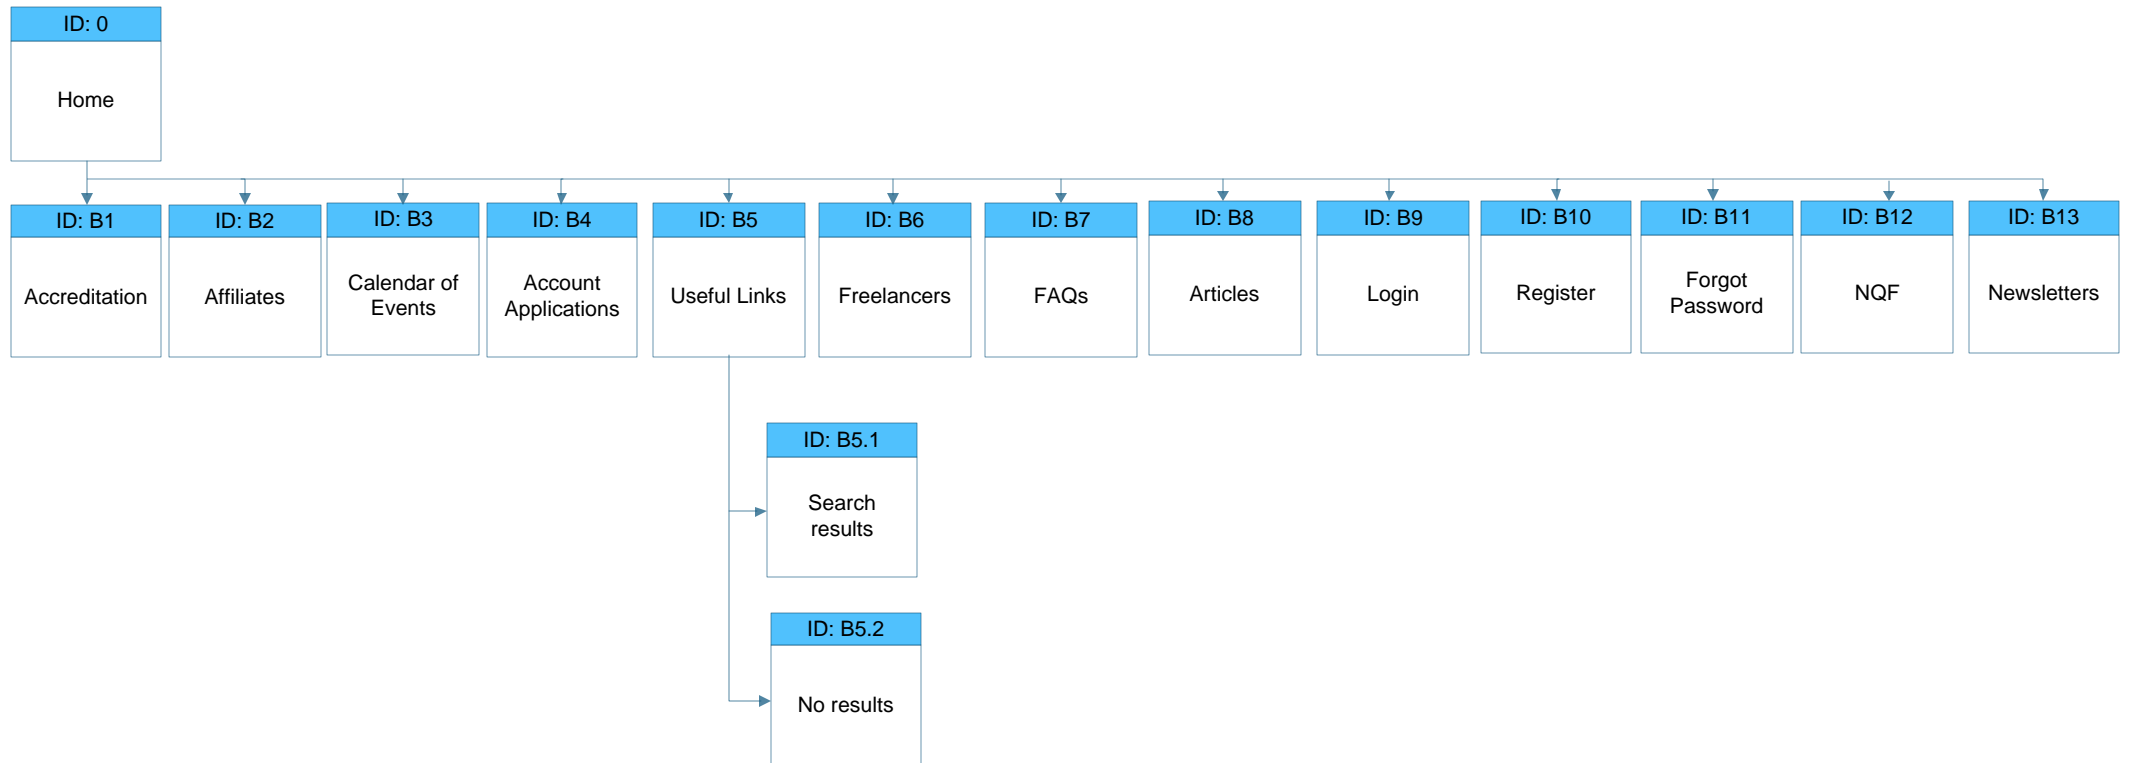 ID: 0
Home
ID: B1
ID: B2
ID: B3
ID: B4
ID: B5
ID: B6
ID: B7
ID: B8
ID: B9
ID: B10
ID: B11
ID: B12
ID: B13
Accreditation
Affiliates
Calendar of
Events
Account
Applications
Useful Links
Freelancers
FAQs
Articles
Login
Register
Forgot
Password
NQF
Newsletters
ID: B5.1
Search
results
ID: B5.2
No results